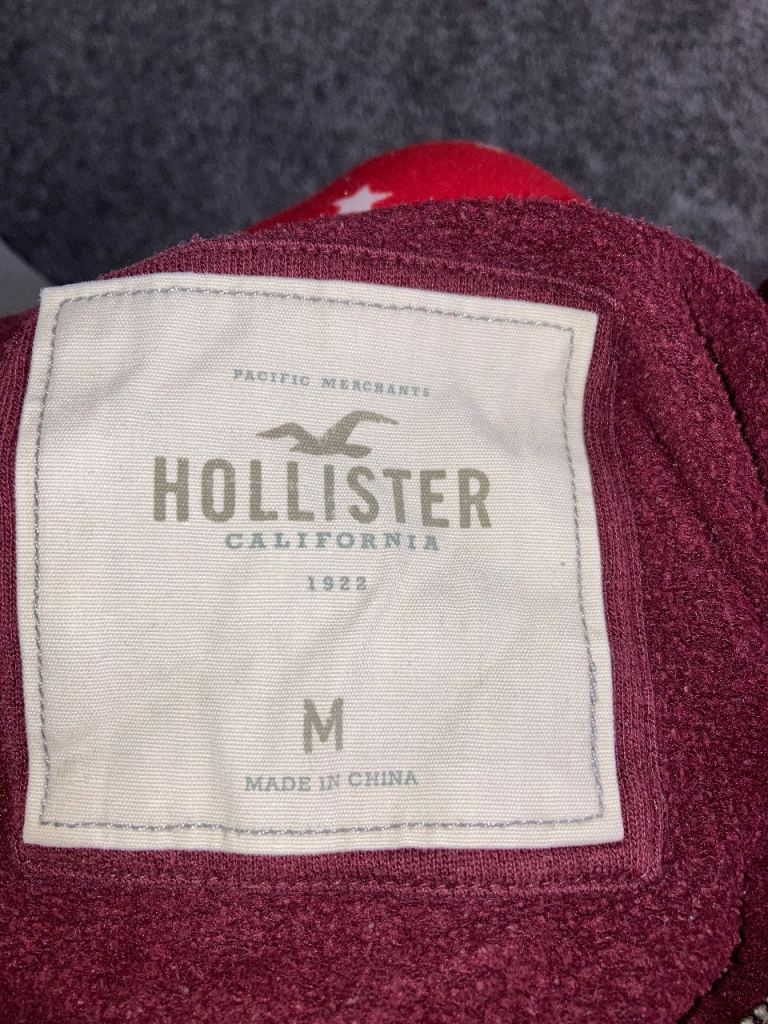 PACIFIC MERCHANTS
HOLLISTER
CALIFORNIA
1922
M
MADE IN CHINA